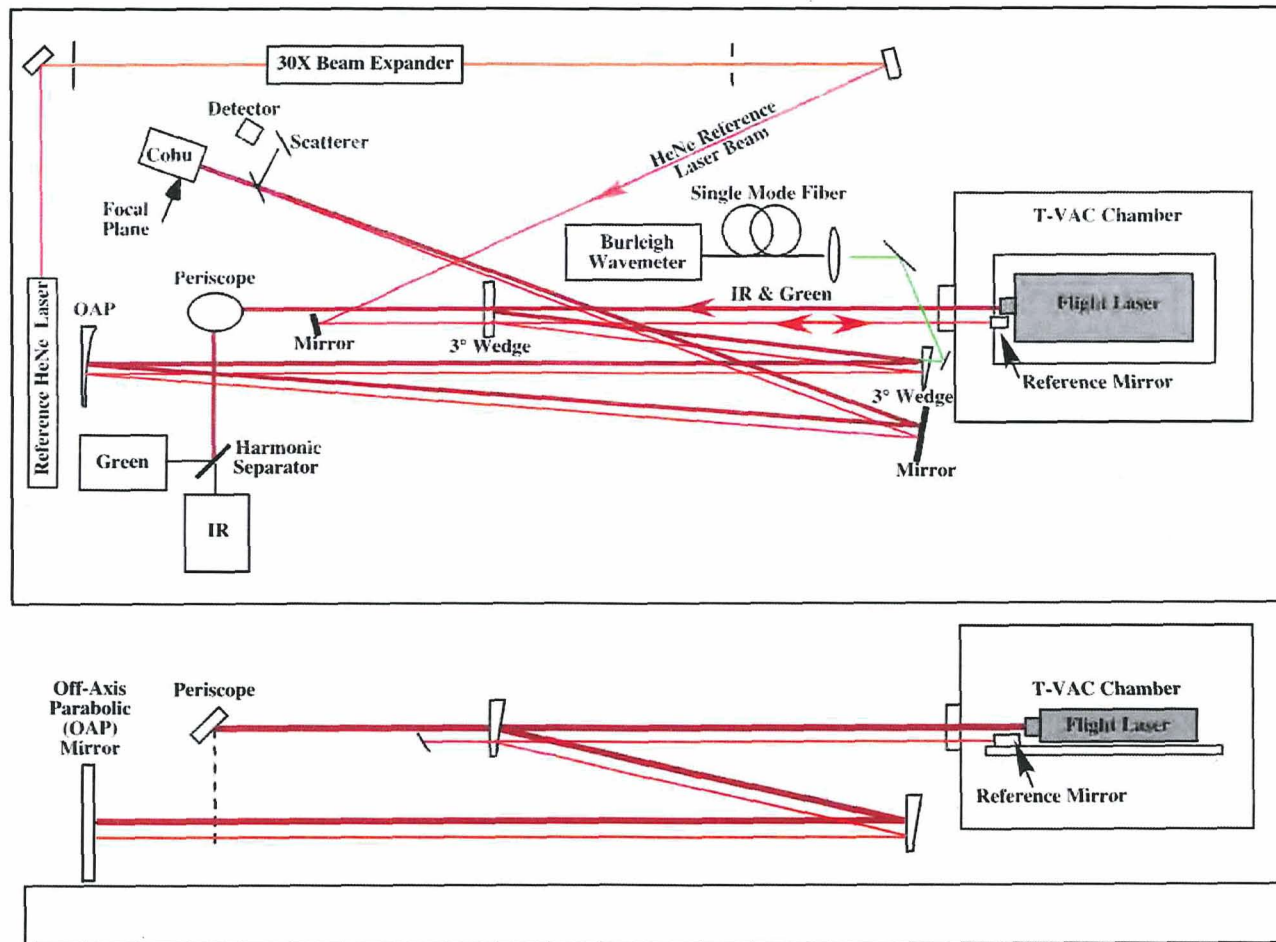 30X Beam Expander
Detector
Scatterer
Cohu
Focal
Plane
HeNe Reference
Laser Beam
Single Mode Fiber
Burleigh
Wavemeter
T-VAC Chamber
Periscope
IR & Green
Flight Laser
OAP
Mirror
3° Wedge
Reference Mirror
3° Wedge
Reference HeNe Laser
Harmonic
Separator
Green
Mirror
IR
Off-Axis
Parabolic
(OAP)
Mirror
Periscope
T-VAC Chamber
Flight Laser
Reference Mirror